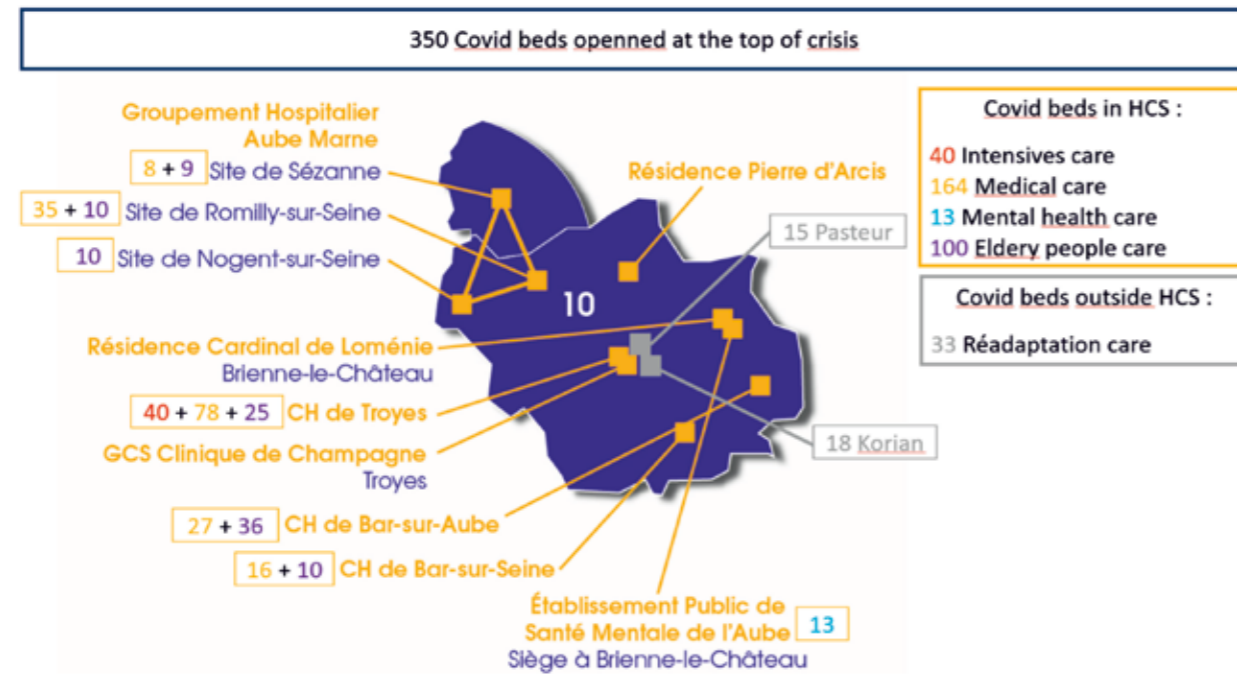 350 Covid beds openned at the top of crisis
Groupement Hospitalier
Aube Marne
8 + 9 Site de Sézanne
35 + 10 Site de Romilly-sur-Seine
10 Site de Nogent-sur-Seine
Résidence Cardinal de Loménie
Brienne-le-Château
40 + 78 + 25 CH de Troyes
GCS Clinique de Champagne
Troyes
27 + 36 CH de Bar-sur-Aube
16 + 10 CH de Bar-sur-Seine
Établissement Public de
Santé Mentale de l'Aube 13
Siège à Brienne-le-Château
10
Résidence Pierre d'Arcis
15 Pasteur
18 Korian
Covid beds in HCS :
40 Intensives care
164 Medical care
13 Mental health care
100 Eldery people care
Covid beds outside HCS :
33 Réadaptation care